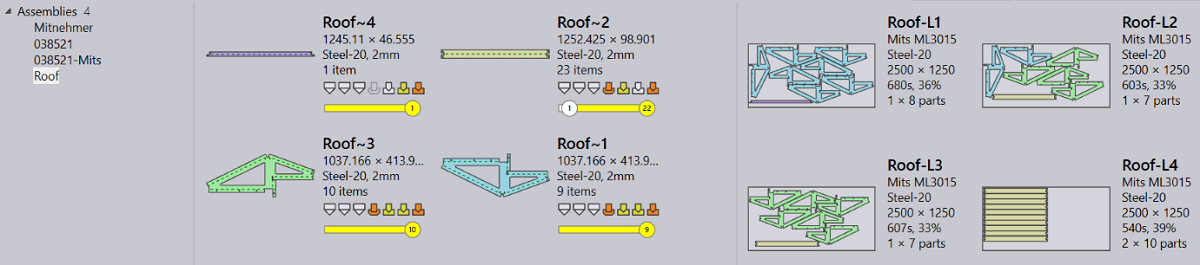 Assemblies 4
Mitnehmer
038521
038521-Mits
Roof
Roof~4
1245.11 × 46.555
Steel-20, 2mm
1 item
1
Roof~2
1252.425 × 98.901
Steel-20, 2mm
23 items
1
22
Roof~3
1037.166 × 413.9...
Steel-20, 2mm
10 items
10
Roof~1
1037.166 × 413.9...
Steel-20, 2mm
9 items
9
Roof-L1
Mits ML3015
Steel-20
2500 × 1250
680s, 36%
1 × 8 parts
Roof-L2
Mits ML3015
Steel-20
2500 × 1250
603s, 33%
1 × 7 parts
Roof-L3
Mits ML3015
Steel-20
2500 × 1250
607s, 33%
1 × 7 parts
Roof-L4
Mits ML3015
Steel-20
2500 × 1250
540s, 39%
2 × 10 parts